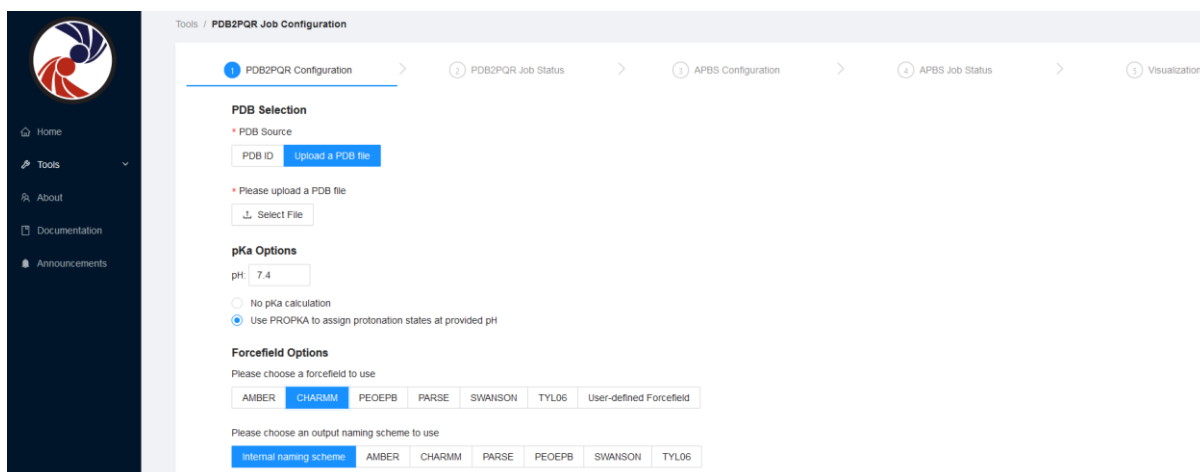 Tools / PDB2PQR Job Configuration
1 PDB2PQR Configuration
2 PDB2PQR Job Status
3 APBS Configuration
4 APBS Job Status
5 Visualization
Home
Tools
About
Documentation
Announcements
PDB Selection
* PDB Source
PDB ID Upload a PDB file
* Please upload a PDB file
Select File
pKa Options
pH: 7.4
No pKa calculation
Use PROPKA to assign protonation states at provided pH
Forcefield Options
Please choose a forcefield to use
AMBER CHARMM PEOEPB PARSE SWANSON TYL06 User-defined Forcefield
Please choose an output naming scheme to use
Internal naming scheme AMBER CHARMM PARSE PEOEPB SWANSON TYL06